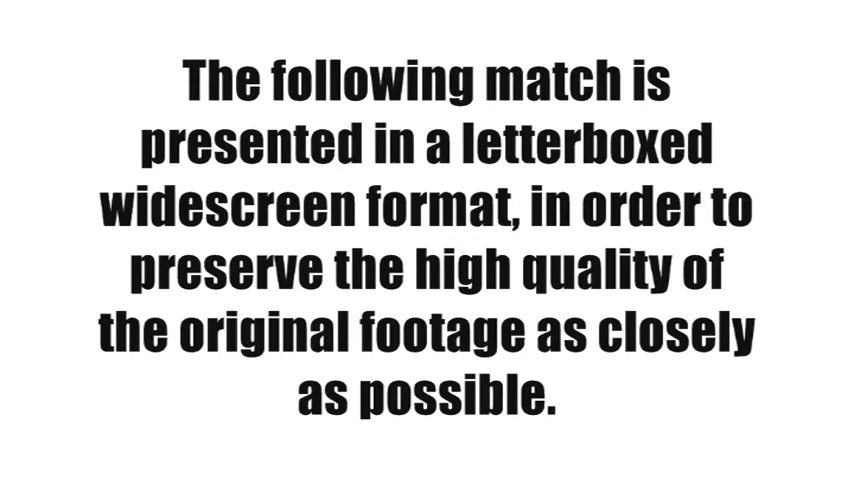 The following match is
presented in a letterboxed
widescreen format, in order to
preserve the high quality of
the original footage as closely
as possible.